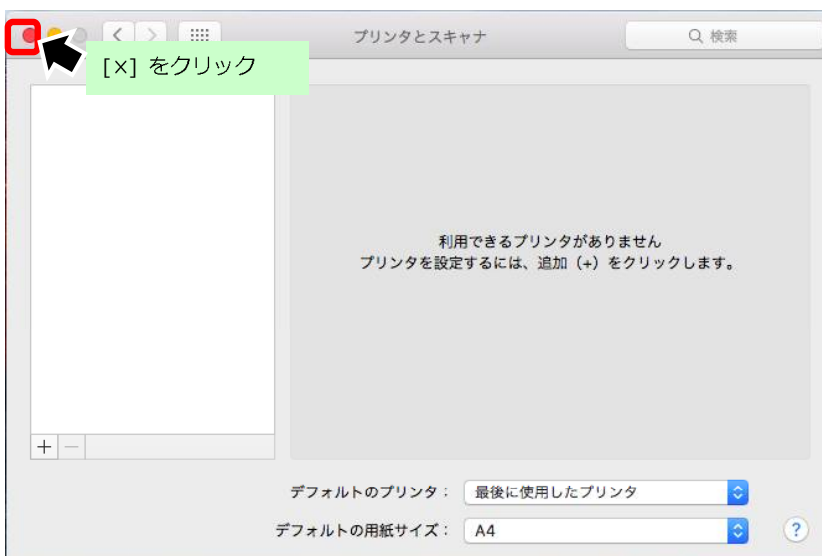 プリンタとスキャナ
検索
[×] をクリック
利用できるプリンタがありません
プリンタを設定するには、追加（+）をクリックします。
+ −
デフォルトのプリンタ： 最後に使用したプリンタ
デフォルトの用紙サイズ： A4
?